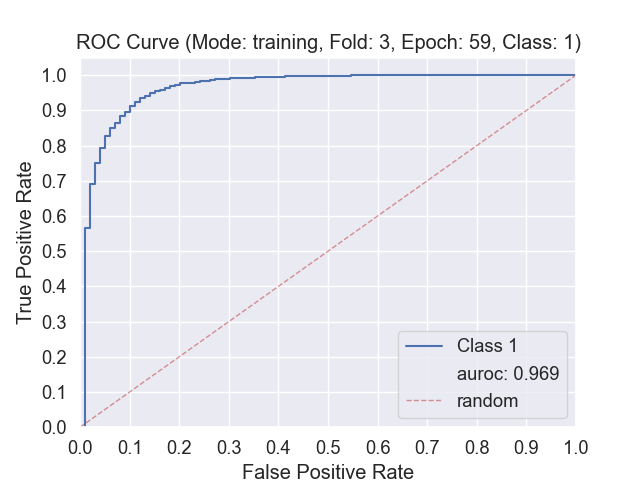 ROC Curve (Mode: training, Fold: 3, Epoch: 59, Class: 1)
True Positive Rate
1.0
0.9
0.8
0.7
0.6
0.5
0.4
0.3
0.2
0.1
0.0
Class 1
auroc: 0.969
random
0.0 0.1 0.2 0.3 0.4 0.5 0.6 0.7 0.8 0.9 1.0
False Positive Rate